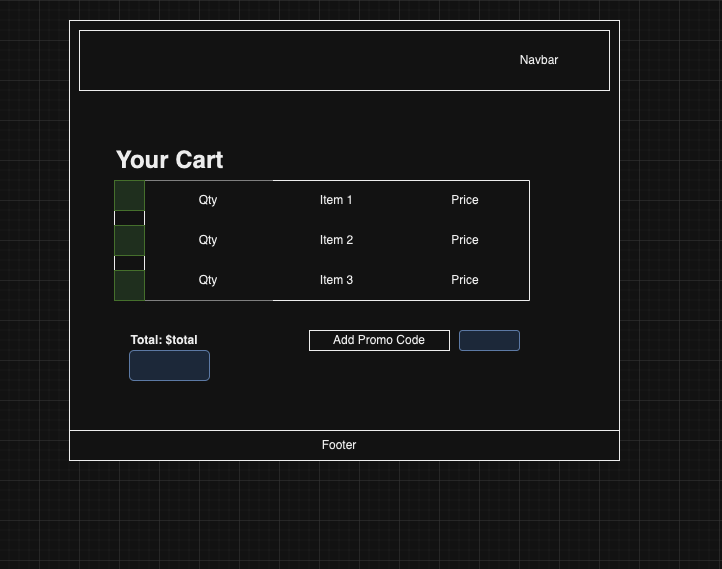 Navbar
Your Cart
Qty Item 1 Price
Qty Item 2 Price
Qty Item 3 Price
Total: $total Add Promo Code
Footer